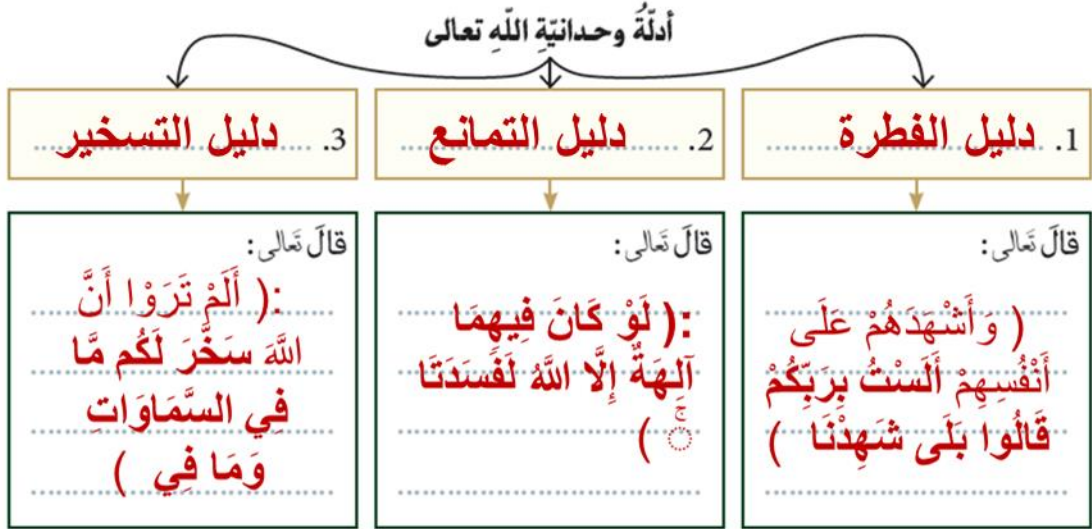 أدلّةُ وحدانيّةِ اللّهِ تعالى
1. دليل الفطرة
2. دليل التمانع
3. دليل التسخير
قالَ تَعالى:
( وَأَشْهَدَهُمْ عَلَى
أَنْفُسِهِمْ أَلَسْتُ بِرَبِّكُمْ
قَالُوا بَلَى شَهِدْنَا )
قالَ تَعالى:
:( لَوْ كَانَ فِيهِمَا
آلِهَةٌ إِلَّا اللَّهُ لَفَسَدَتَا
ۚ )
قالَ تَعالى:
:( أَلَمْ تَرَوْا أَنَّ
اللَّهَ سَخَّرَ لَكُم مَّا
فِي السَّمَاوَاتِ
وَمَا فِي )